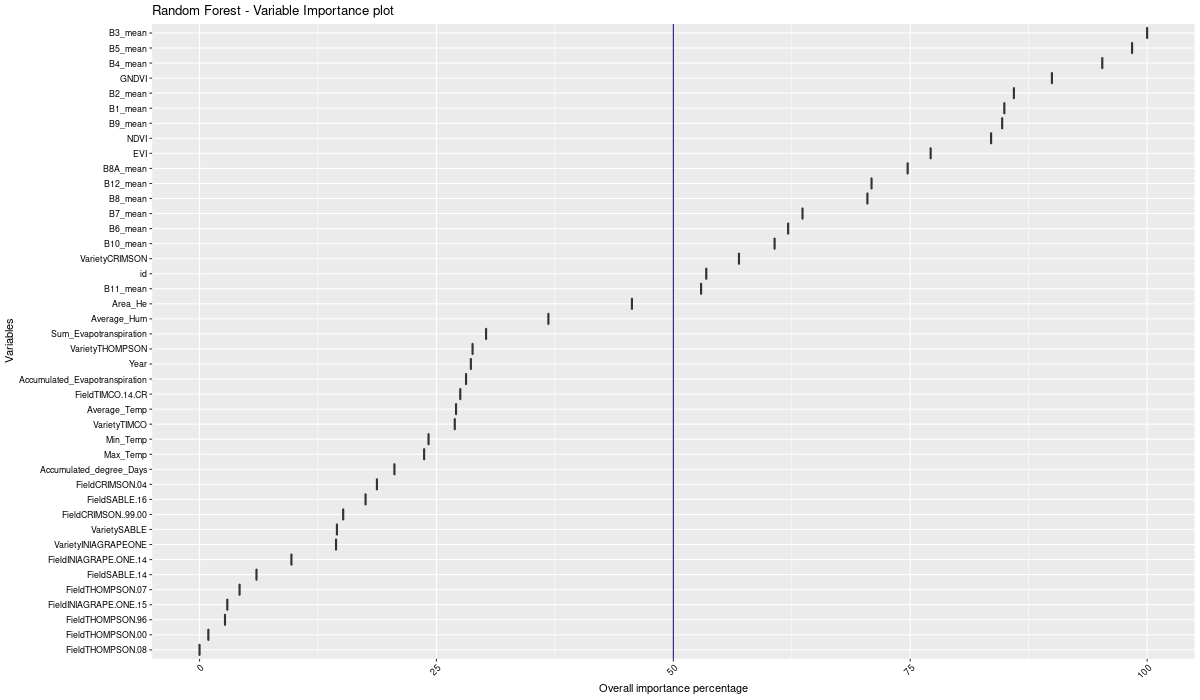 Random Forest - Variable Importance plot
B3_mean
B5_mean
B4_mean
GNDVI
B2_mean
B1_mean
B9_mean
NDVI
EVI
B8A_mean
B12_mean
B8_mean
B7_mean
B6_mean
B10_mean
VarietyCRIMSON
id
B11_mean
Area_He
Average_Hum
Sum_Evapotranspiration
VarietyTHOMPSON
Year
Accumulated_Evapotranspiration
FieldTIMCO.14.CR
Average_Temp
VarietyTIMCO
Min_Temp
Max_Temp
Accumulated_degree_Days
FieldCRIMSON.04
FieldSABLE.16
FieldCRIMSON..99.00
VarietySABLE
VarietyINIAGRAPEONE
FieldINIAGRAPE.ONE.14
FieldSABLE.14
FieldTHOMPSON.07
FieldINIAGRAPE.ONE.15
FieldTHOMPSON.96
FieldTHOMPSON.00
FieldTHOMPSON.08
Variables
0 25 50 75 100
Overall importance percentage